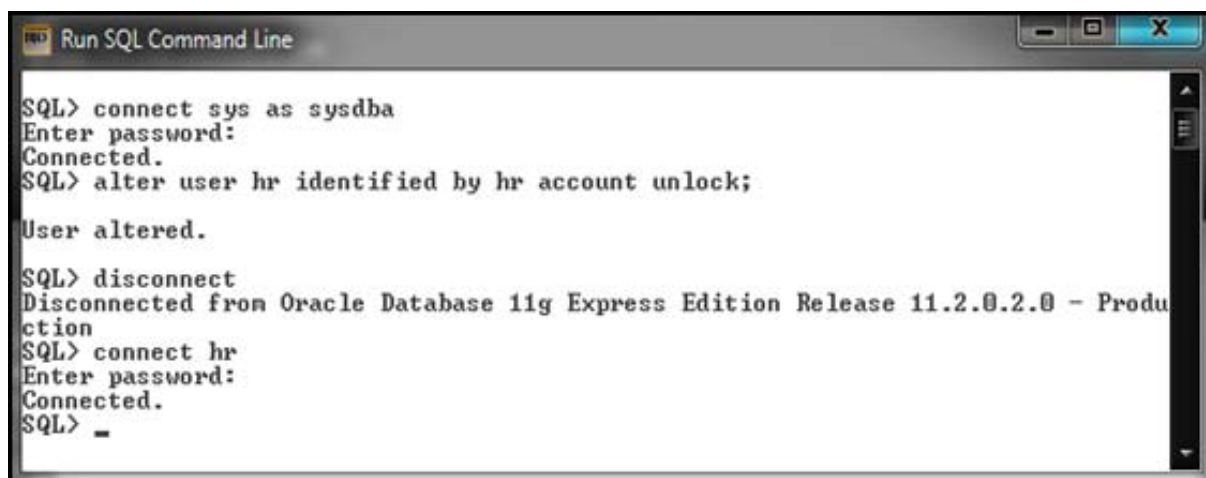 Run SQL Command Line
SQL> connect sys as sysdba
Enter password:
Connected.
SQL> alter user hr identified by hr account unlock;
User altered.
SQL> disconnect
Disconnected from Oracle Database 11g Express Edition Release 11.2.0.2.0 - Produ
ction
SQL> connect hr
Enter password:
Connected.
SQL> _